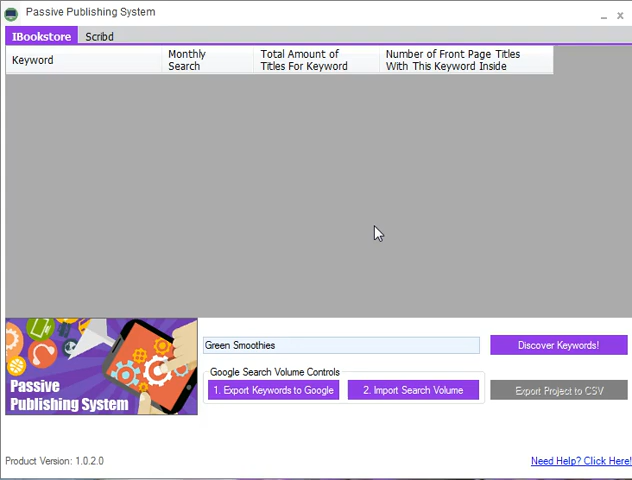 Passive Publishing System
IBookstore Scribd
Keyword
Monthly
Search
Total Amount of
Titles For Keyword
Number of Front Page Titles
With This Keyword Inside
Green Smoothies
Discover Keywords!
Google Search Volume Controls
1. Export Keywords to Google
2. Import Search Volume
Export Project to CSV
Passive
Publishing System
Product Version: 1.0.2.0
Need Help? Click Here!